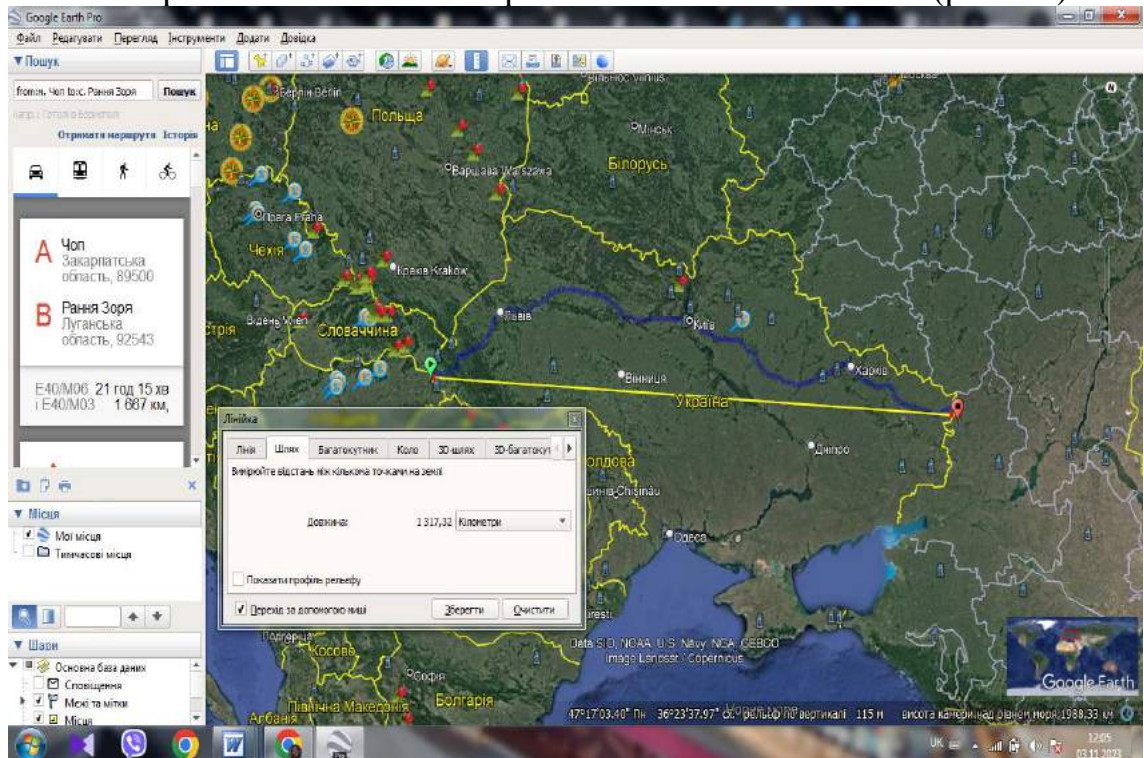 Google Earth Pro
Файл Редагувати Перегляд Інструменти Додати Довідка
▼ Пошук
Пошук
Отримати маршрути Історія
A Чоп
Закарпатська
область, 89500
B Рання Зоря
Луганська
область, 92543
E40/M06 21 год 15 хв
і E40/M03 1 667 км,
▼ Місця
Мої місця
Тимчасові місця
▼ Шари
Основна база даних
Сповіщення
Межі та мітки
Місця
Берлін Berlin
Польща
Мінськ
Білорусь
Варшава Warszawa
Прага Praha
Чехія
Краків Kraków
Львів
Київ
Відень Wien
Словаччина
Харків
Вінниця
Україна
Дніпро
Chișinău
Одеса
Подгориця
Косово
Софія
Болгарія
Північна Македонія
Албанія
Лінійка
Лінія Шлях Багатокутник Коло 3D-шлях 3D-багатокут
Вимірюйте відстань між кількома точками на землі
Довжина: 1 317,32 Кілометри
Показати профіль рельєфу
Перехід за допомогою миші Зберегти Очистити
Data SIO, NOAA, U.S. Navy, NGA, GEBCO
Image Landsat / Copernicus
Google Earth
47°17'03.40" Пн 36°23'37.97" Сх рельєф по вертикалі 115 м висота камери над рівнем моря 1988.33 км
UK 12:05
03.11.2023